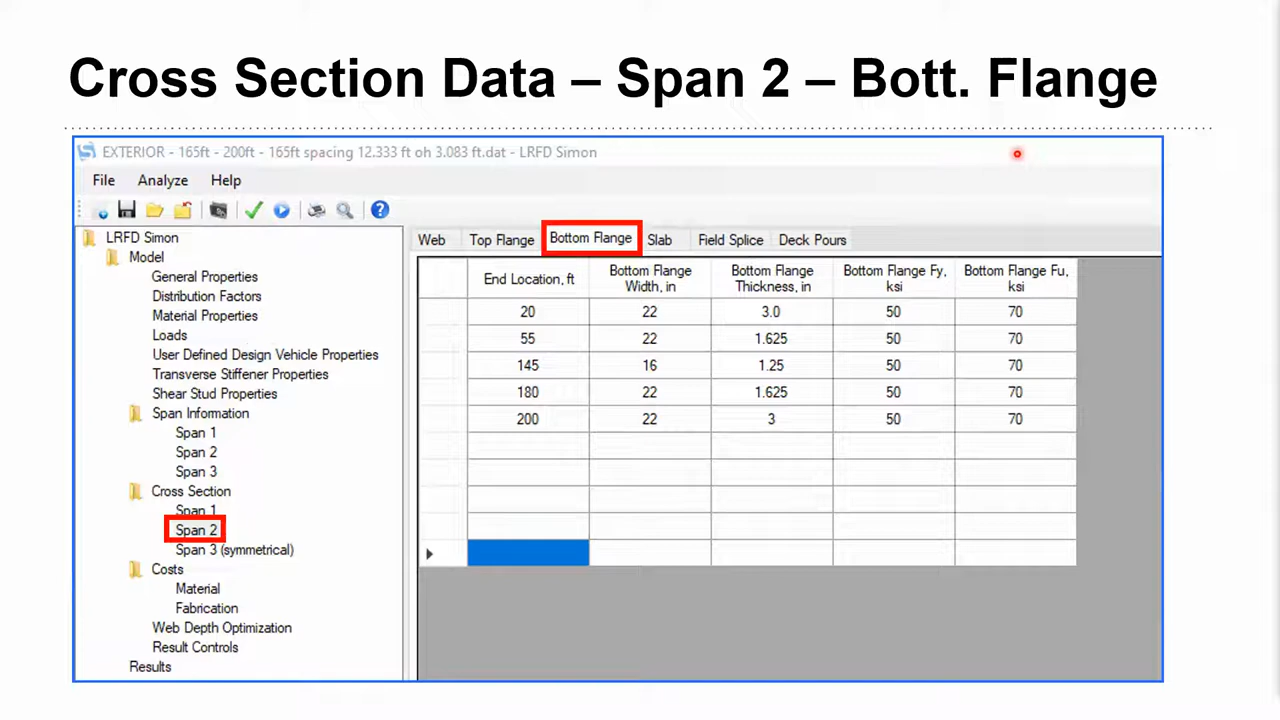 Cross Section Data – Span 2 – Bott. Flange
EXTERIOR - 165ft - 200ft - 165ft spacing 12.333 ft oh 3.083 ft.dat - LRFD Simon
File Analyze Help
LRFD Simon
Model
General Properties
Distribution Factors
Material Properties
Loads
User Defined Design Vehicle Properties
Transverse Stiffener Properties
Shear Stud Properties
Span Information
Span 1
Span 2
Span 3
Cross Section
Span 1
Span 2
Span 3 (symmetrical)
Costs
Material
Fabrication
Web Depth Optimization
Result Controls
Results
Web Top Flange Bottom Flange Slab Field Splice Deck Pours
End Location, ft Bottom Flange Width, in Bottom Flange Thickness, in Bottom Flange Fy, ksi Bottom Flange Fu, ksi
20 22 3.0 50 70
55 22 1.625 50 70
145 16 1.25 50 70
180 22 1.625 50 70
200 22 3 50 70